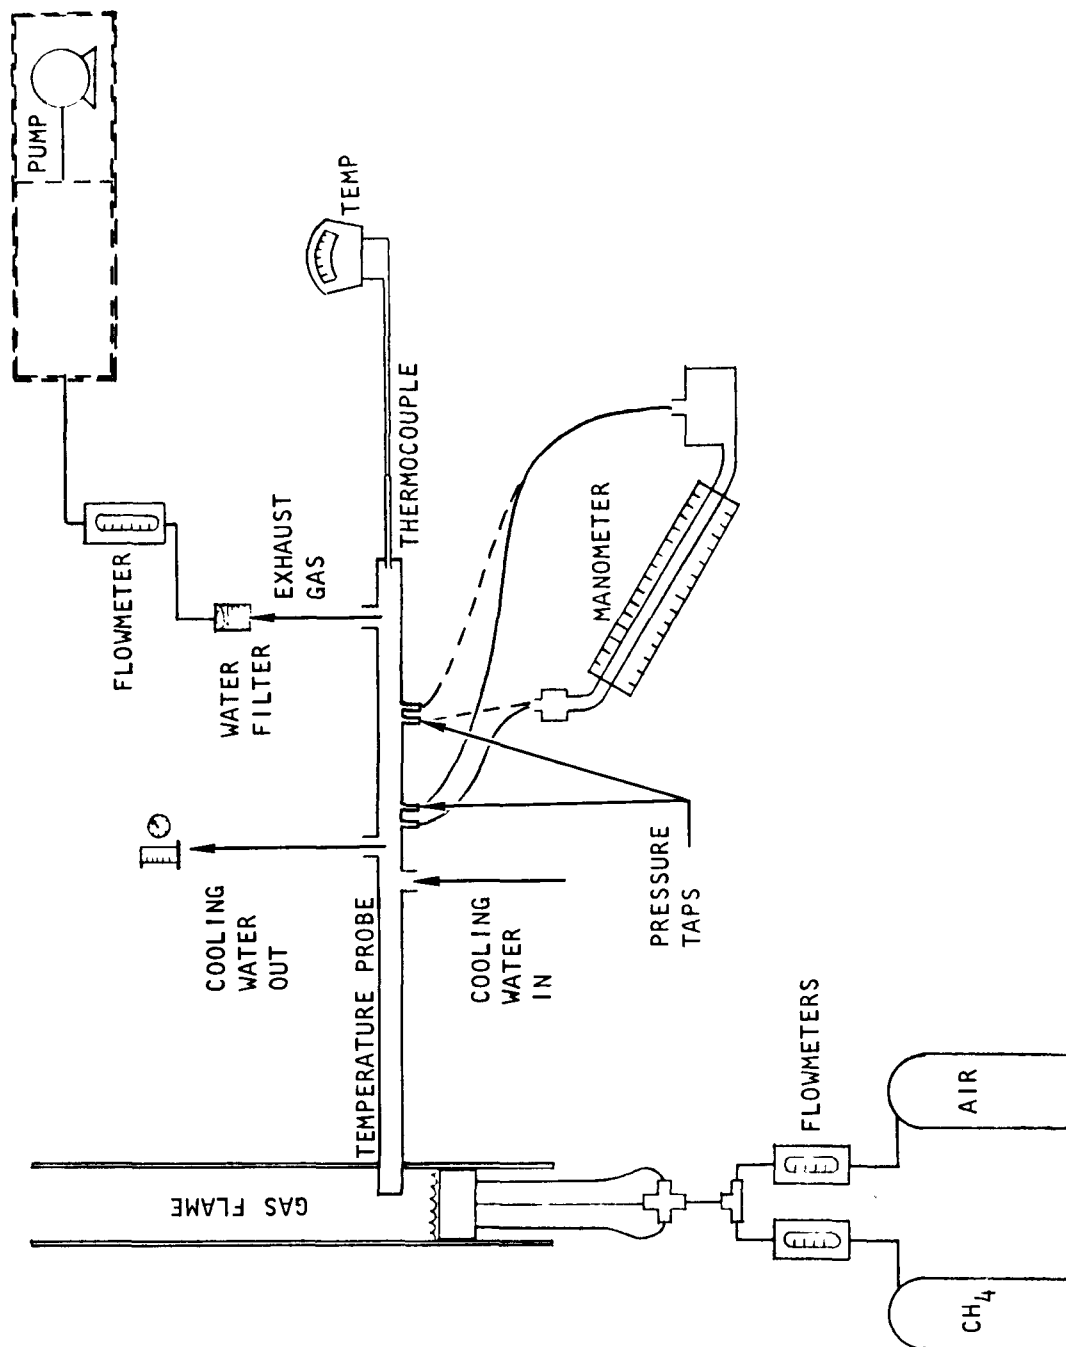 PUMP
TEMP
FLOWMETER
WATER
FILTER
EXHAUST
GAS
THERMOCOUPLE
MANOMETER
COOLING
WATER
OUT
TEMPERATURE PROBE
COOLING
WATER
IN
PRESSURE
TAPS
GAS FLAME
FLOWMETERS
AIR
CH4